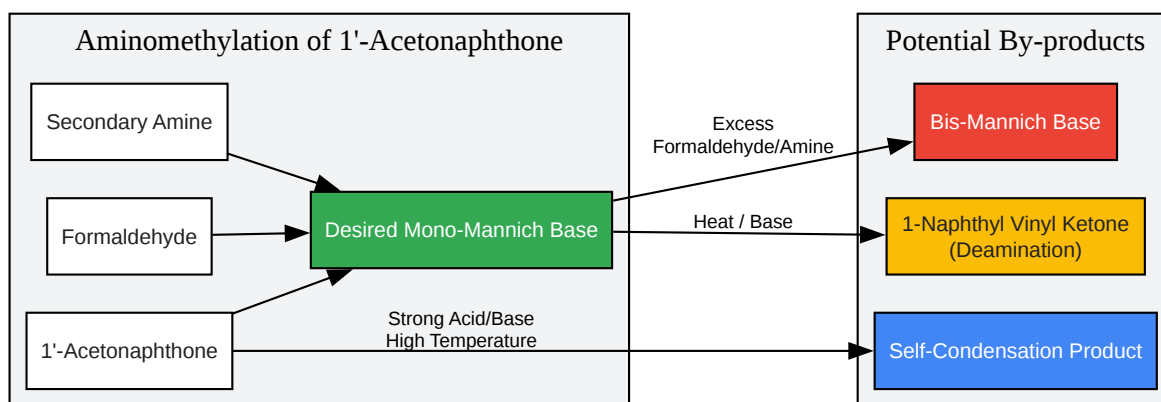 Aminomethylation of 1'-Acetonaphthone
Potential By-products
Secondary Amine
Formaldehyde
1'-Acetonaphthone
Desired Mono-Mannich Base
Excess
Formaldehyde/Amine
Heat / Base
Strong Acid/Base
High Temperature
Bis-Mannich Base
1-Naphthyl Vinyl Ketone
(Deamination)
Self-Condensation Product